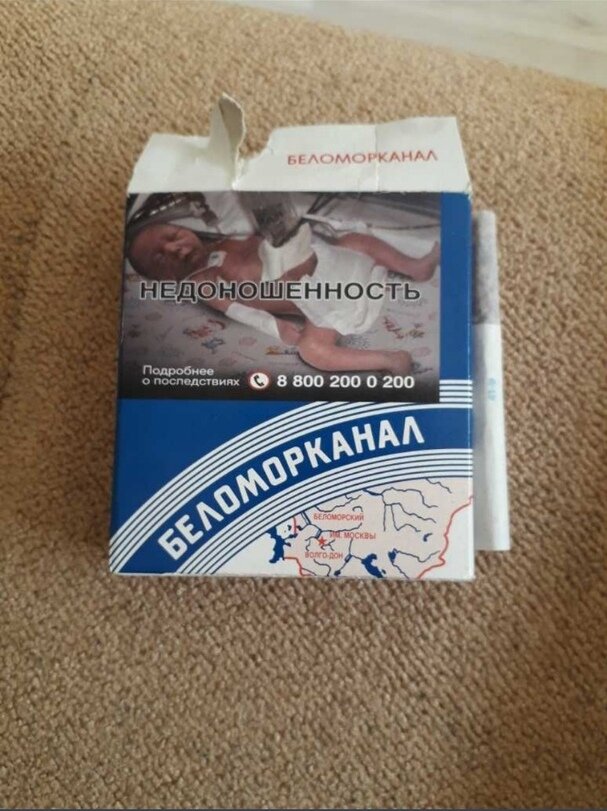 БЕЛОМОРКАНАЛ
НЕДОНОШЕННОСТЬ
Подробнее
о последствиях 8 800 200 0 200
БЕЛОМОРКАНАЛ
БЕЛОМОРСКИЙ
ИМ. МОСКВЫ
ВОЛГО-ДОН